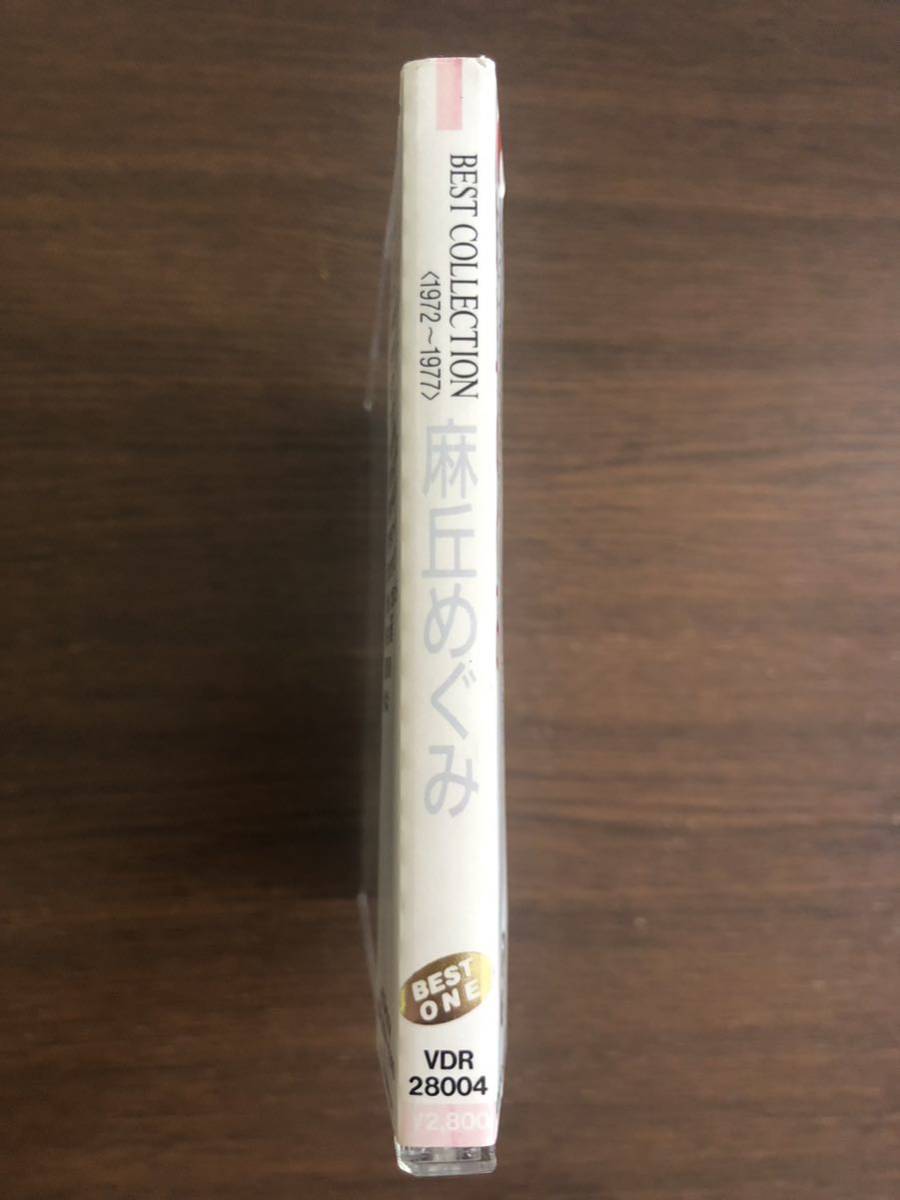 BEST COLLECTION
〈1972〜1977〉
麻丘めぐみ
BEST
ONE
VDR
28004
¥2,800